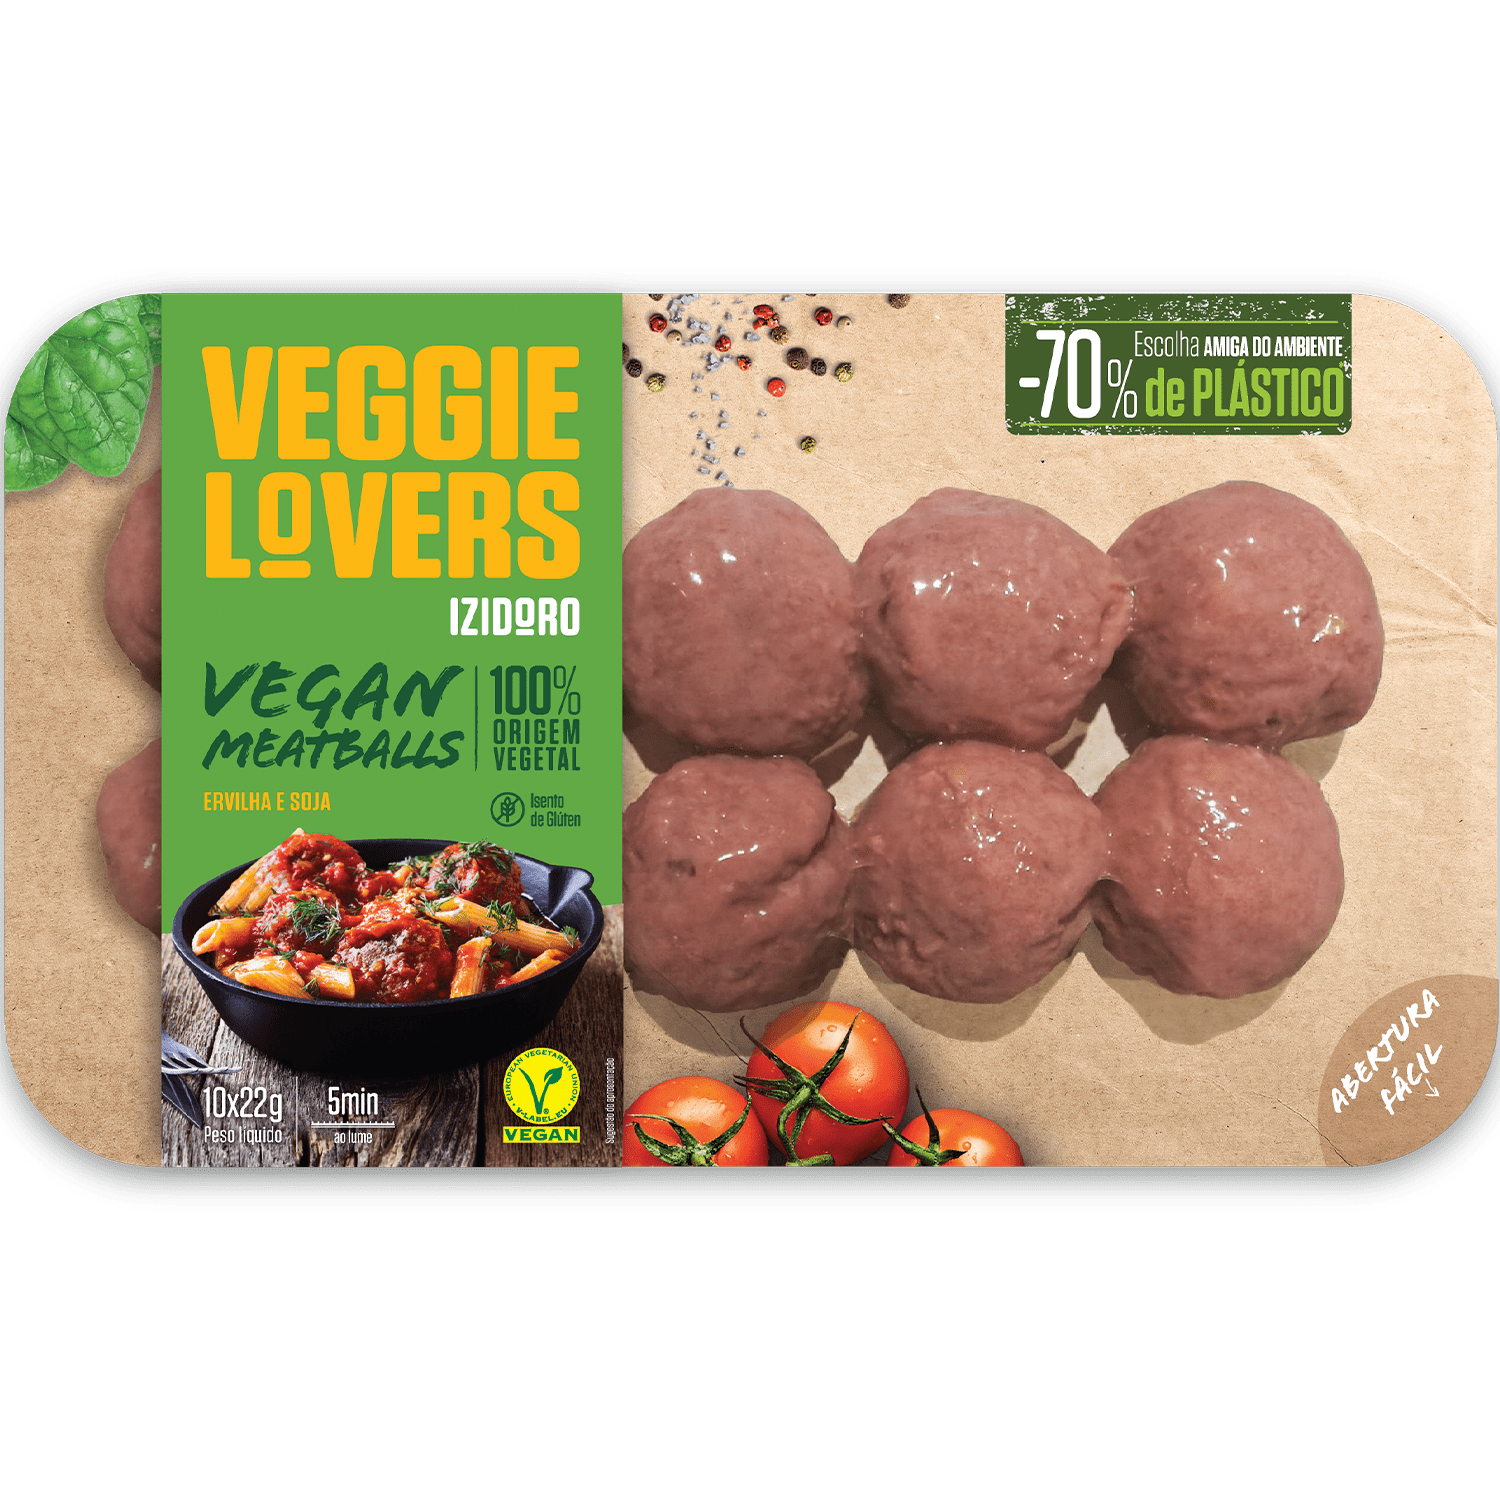 VEGGIE
LOVERS
IZIDORO
VEGAN
MEATBALLS
100%
ORIGEM
VEGETAL
ERVILHA E SOJA
Isento
de Glúten
10x22g
Peso líquido
5min
ao lume
EUROPEAN VEGETARIAN UNION
V-LABEL.EU
VEGAN
Sugestão de apresentação
-70%
Escolha AMIGA DO AMBIENTE
de PLÁSTICO*
ABERTURA
FÁCIL